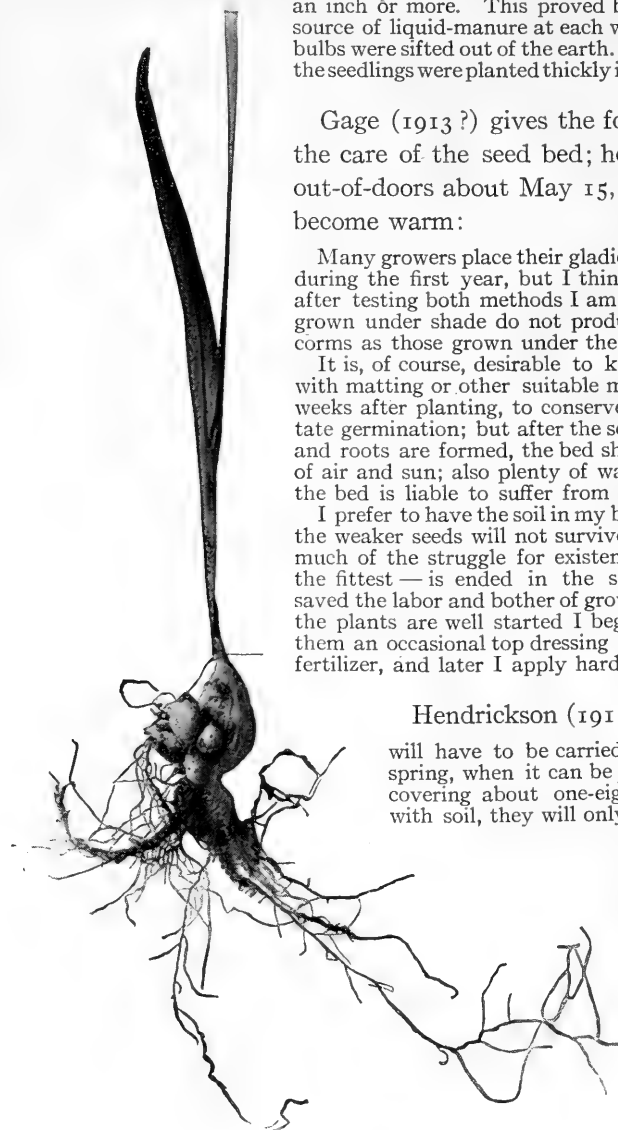 an inch or more. This proved b
source of liquid-manure at each w
bulbs were sifted out of the earth.
the seedlings were planted thickly i
Gage (1913 ?) gives the fo
the care of the seed bed; he
out-of-doors about May 15,
become warm:
Many growers place their gladio
during the first year, but I thin
after testing both methods I am
grown under shade do not produ
corms as those grown under the
It is, of course, desirable to k
with matting or other suitable m
weeks after planting, to conserve
tate germination; but after the se
and roots are formed, the bed sh
of air and sun; also plenty of wa
the bed is liable to suffer from
I prefer to have the soil in my b
the weaker seeds will not survive
much of the struggle for existen
the fittest — is ended in the s
saved the labor and bother of grow
the plants are well started I beg
them an occasional top dressing
fertilizer, and later I apply hard
Hendrickson (191
will have to be carried
spring, when it can be
covering about one-eig
with soil, they will only